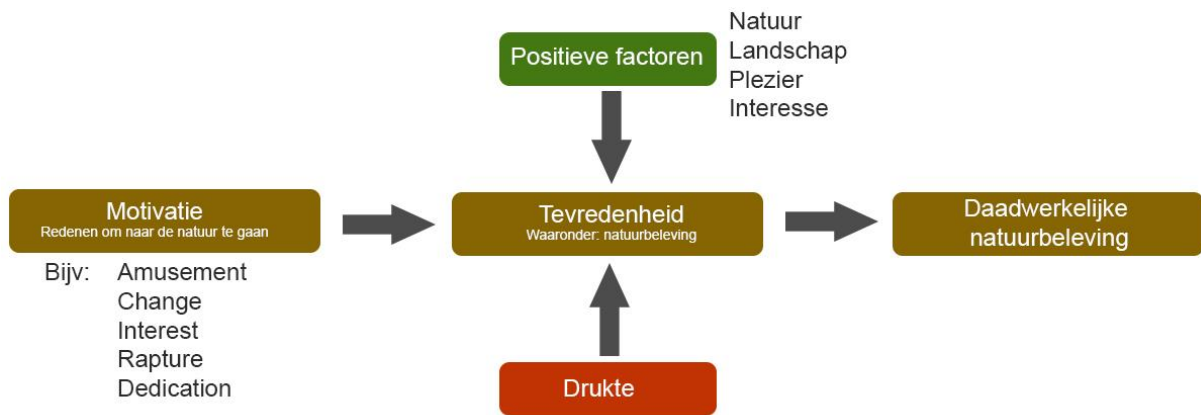 Positieve factoren
Natuur
Landschap
Plezier
Interesse
Motivatie
Redenen om naar de natuur te gaan
Bijv: Amusement
Change
Interest
Rapture
Dedication
Tevredenheid
Waaronder: natuurbeleving
Daadwerkelijke
natuurbeleving
Drukte